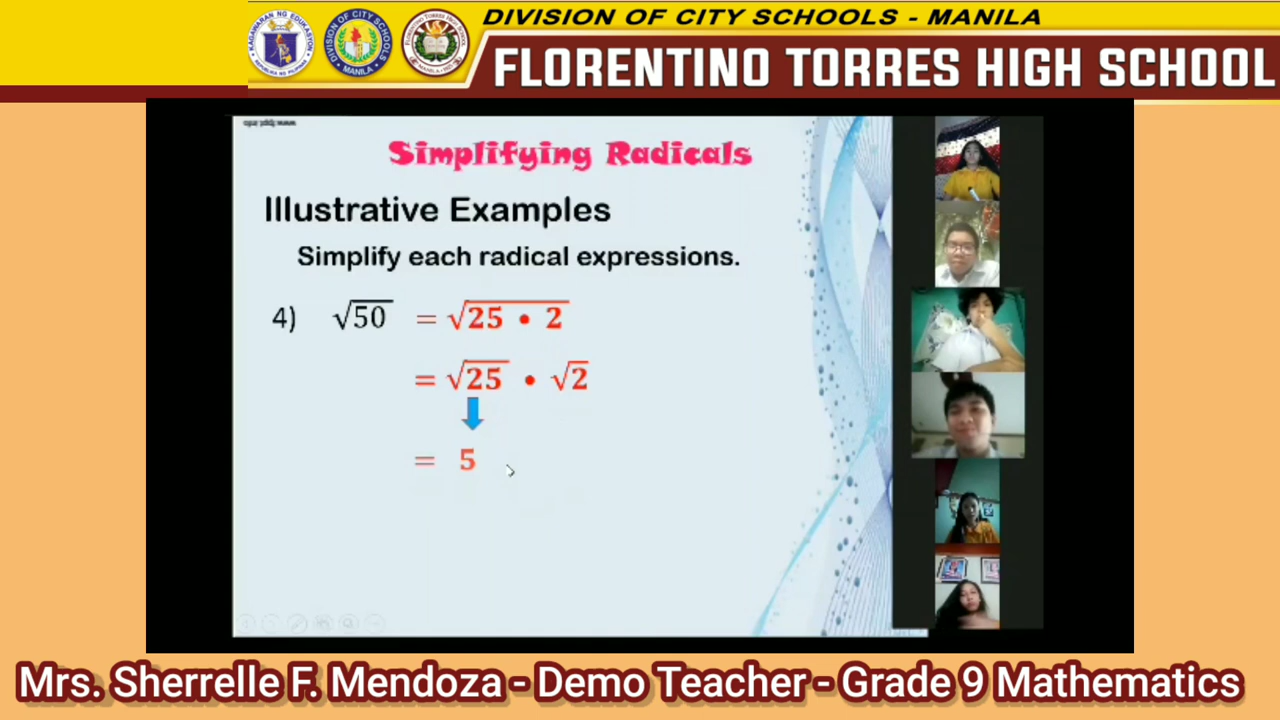 DIVISION OF CITY SCHOOLS - MANILA
FLORENTINO TORRES HIGH SCHOOL
Simplifying Radicals
Illustrative Examples
Simplify each radical expressions.
4) √50 = √25 • 2
= √25 • √2
= 5
Mrs. Sherrelle F. Mendoza - Demo Teacher - Grade 9 Mathematics